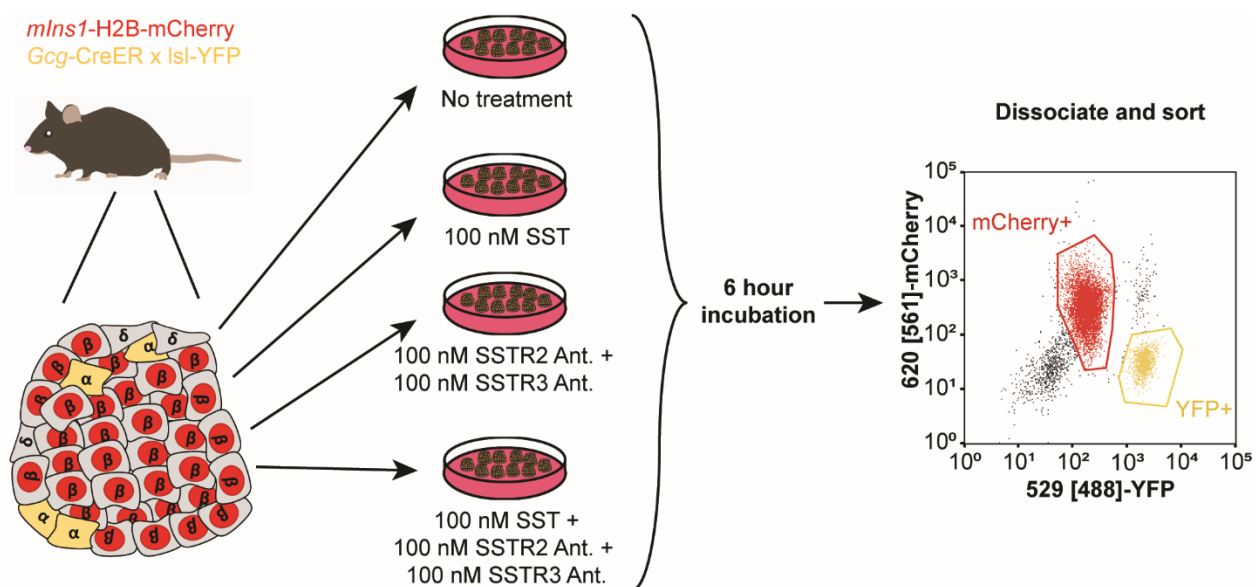 mIns1-H2B-mCherry
Gcg-CreER x lsl-YFP
No treatment
100 nM SST
100 nM SSTR2 Ant. +
100 nM SSTR3 Ant.
100 nM SST +
100 nM SSTR2 Ant. +
100 nM SSTR3 Ant.
6 hour
incubation
Dissociate and sort
620 [561]-mCherry
10⁵
10⁴
10³
10²
10¹
10⁰
mCherry+
YFP+
10⁰ 10¹ 10² 10³ 10⁴ 10⁵
529 [488]-YFP
β δ α δ
β β β
β α β β
β β β β β
δ β β β β
β β β β β
β β β β β
α β β β
α α β β β β